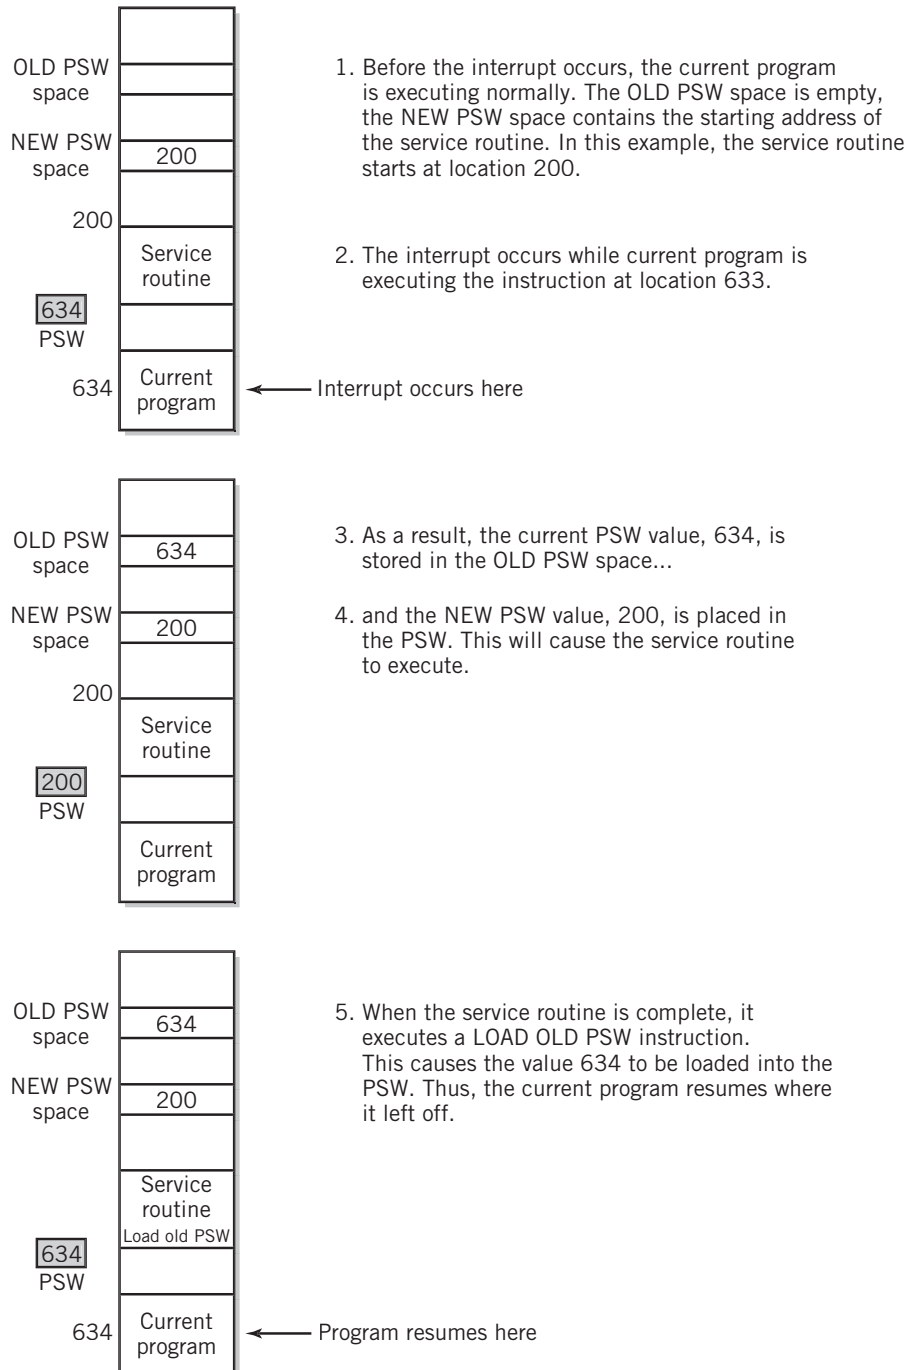 OLD PSW
space
NEW PSW
space
200
200
Service
routine
634
PSW
634
Current
program
Interrupt occurs here
1. Before the interrupt occurs, the current program
is executing normally. The OLD PSW space is empty,
the NEW PSW space contains the starting address of
the service routine. In this example, the service routine
starts at location 200.
2. The interrupt occurs while current program is
executing the instruction at location 633.
OLD PSW
space
634
NEW PSW
space
200
200
Service
routine
200
PSW
Current
program
3. As a result, the current PSW value, 634, is
stored in the OLD PSW space...
4. and the NEW PSW value, 200, is placed in
the PSW. This will cause the service routine
to execute.
OLD PSW
space
634
NEW PSW
space
200
Service
routine
Load old PSW
634
PSW
634
Current
program
Program resumes here
5. When the service routine is complete, it
executes a LOAD OLD PSW instruction.
This causes the value 634 to be loaded into the
PSW. Thus, the current program resumes where
it left off.